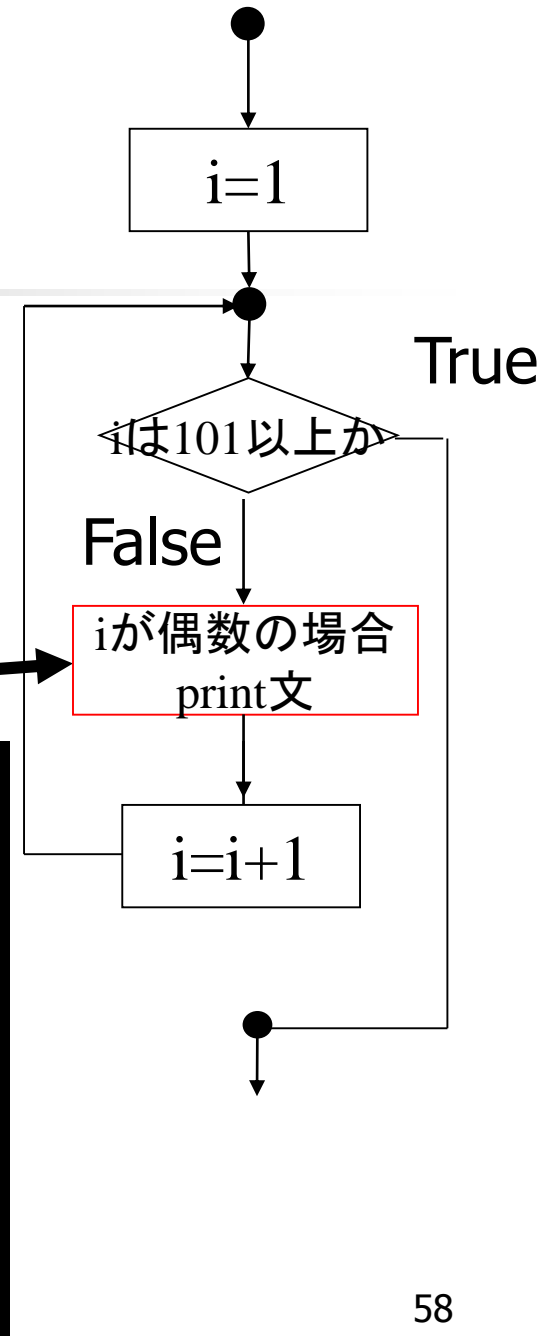 i=1
True
iは101以上か
False
iが偶数の場合
print文
i=i+1
58